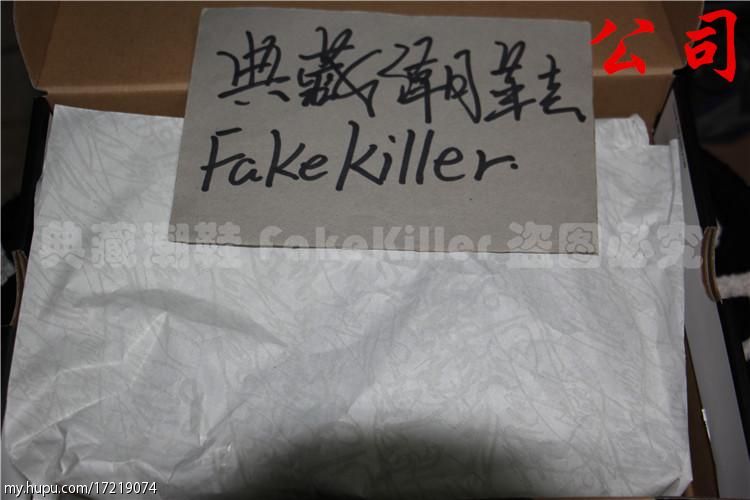 公司
典藏潮鞋
Fakekiller.
典藏潮鞋 FakeKiller 盗图必究
my.hupu.com/17219074